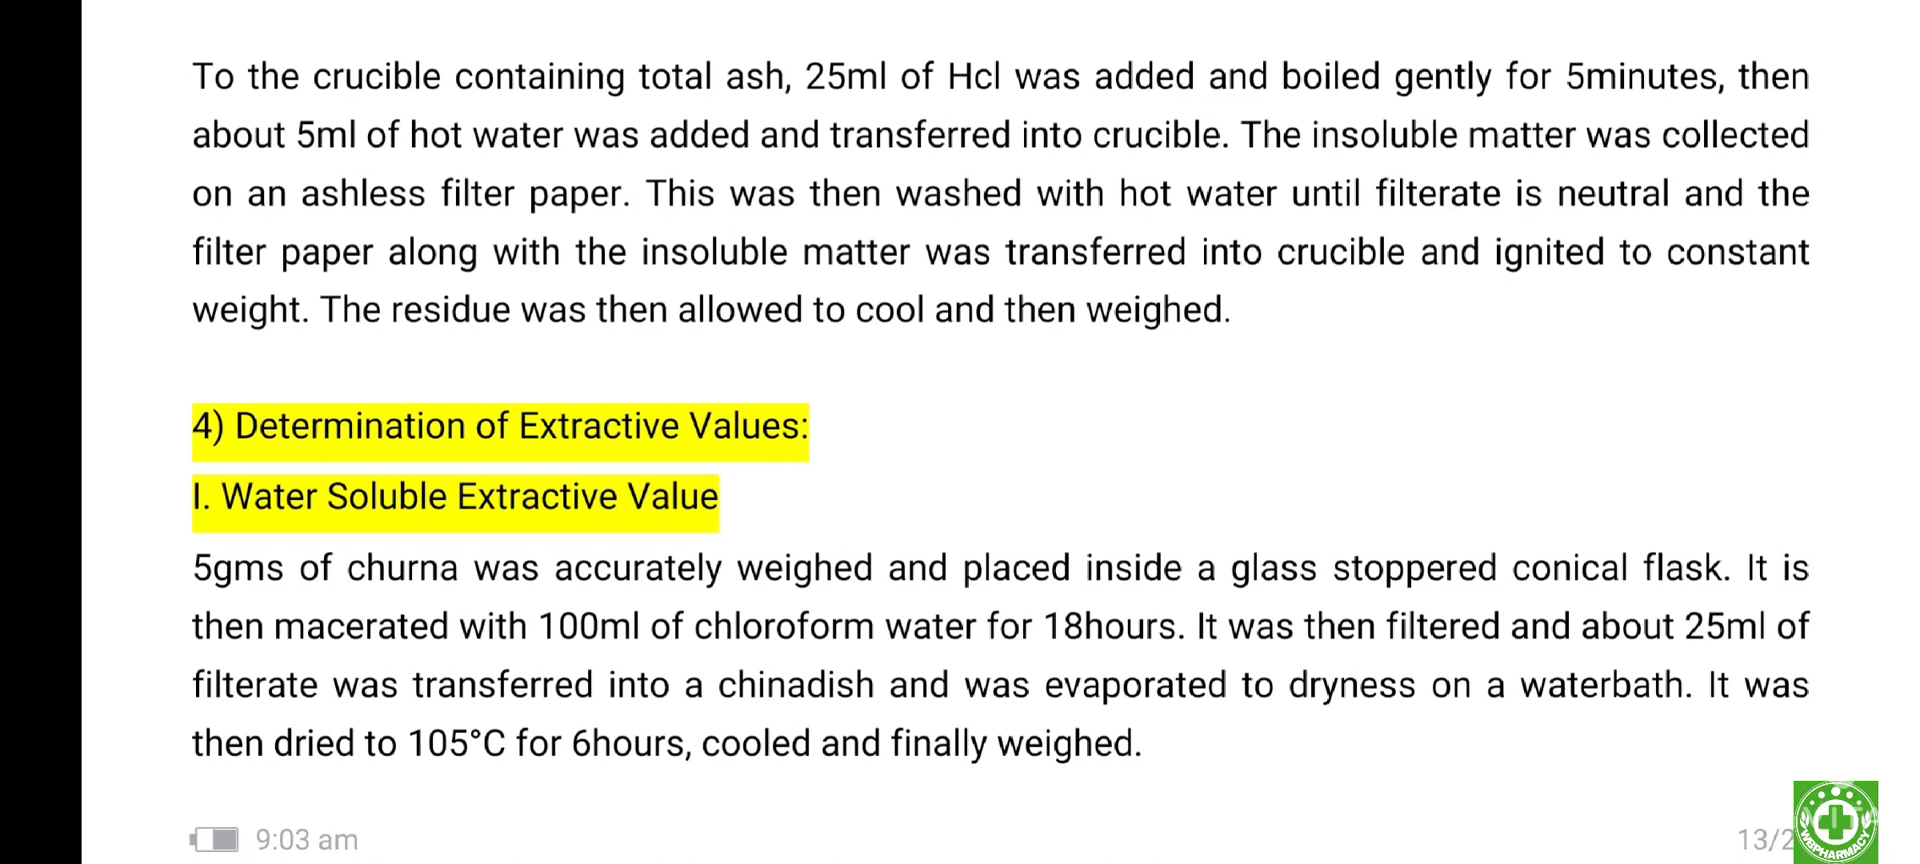 To the crucible containing total ash, 25ml of Hcl was added and boiled gently for 5minutes, then
about 5ml of hot water was added and transferred into crucible. The insoluble matter was collected
on an ashless filter paper. This was then washed with hot water until filterate is neutral and the
filter paper along with the insoluble matter was transferred into crucible and ignited to constant
weight. The residue was then allowed to cool and then weighed.
4) Determination of Extractive Values:
I. Water Soluble Extractive Value
5gms of churna was accurately weighed and placed inside a glass stoppered conical flask. It is
then macerated with 100ml of chloroform water for 18hours. It was then filtered and about 25ml of
filterate was transferred into a chinadish and was evaporated to dryness on a waterbath. It was
then dried to 105°C for 6hours, cooled and finally weighed.
9:03 am
13/2
WBPHARMACY